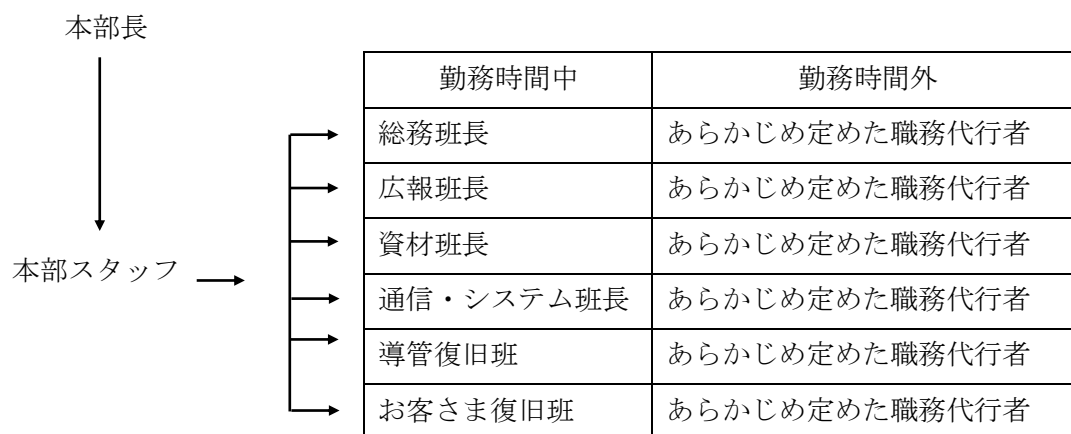 本部長
本部スタッフ
勤務時間中 勤務時間外
総務班長 あらかじめ定めた職務代行者
広報班長 あらかじめ定めた職務代行者
資材班長 あらかじめ定めた職務代行者
通信・システム班長 あらかじめ定めた職務代行者
導管復旧班 あらかじめ定めた職務代行者
お客さま復旧班 あらかじめ定めた職務代行者